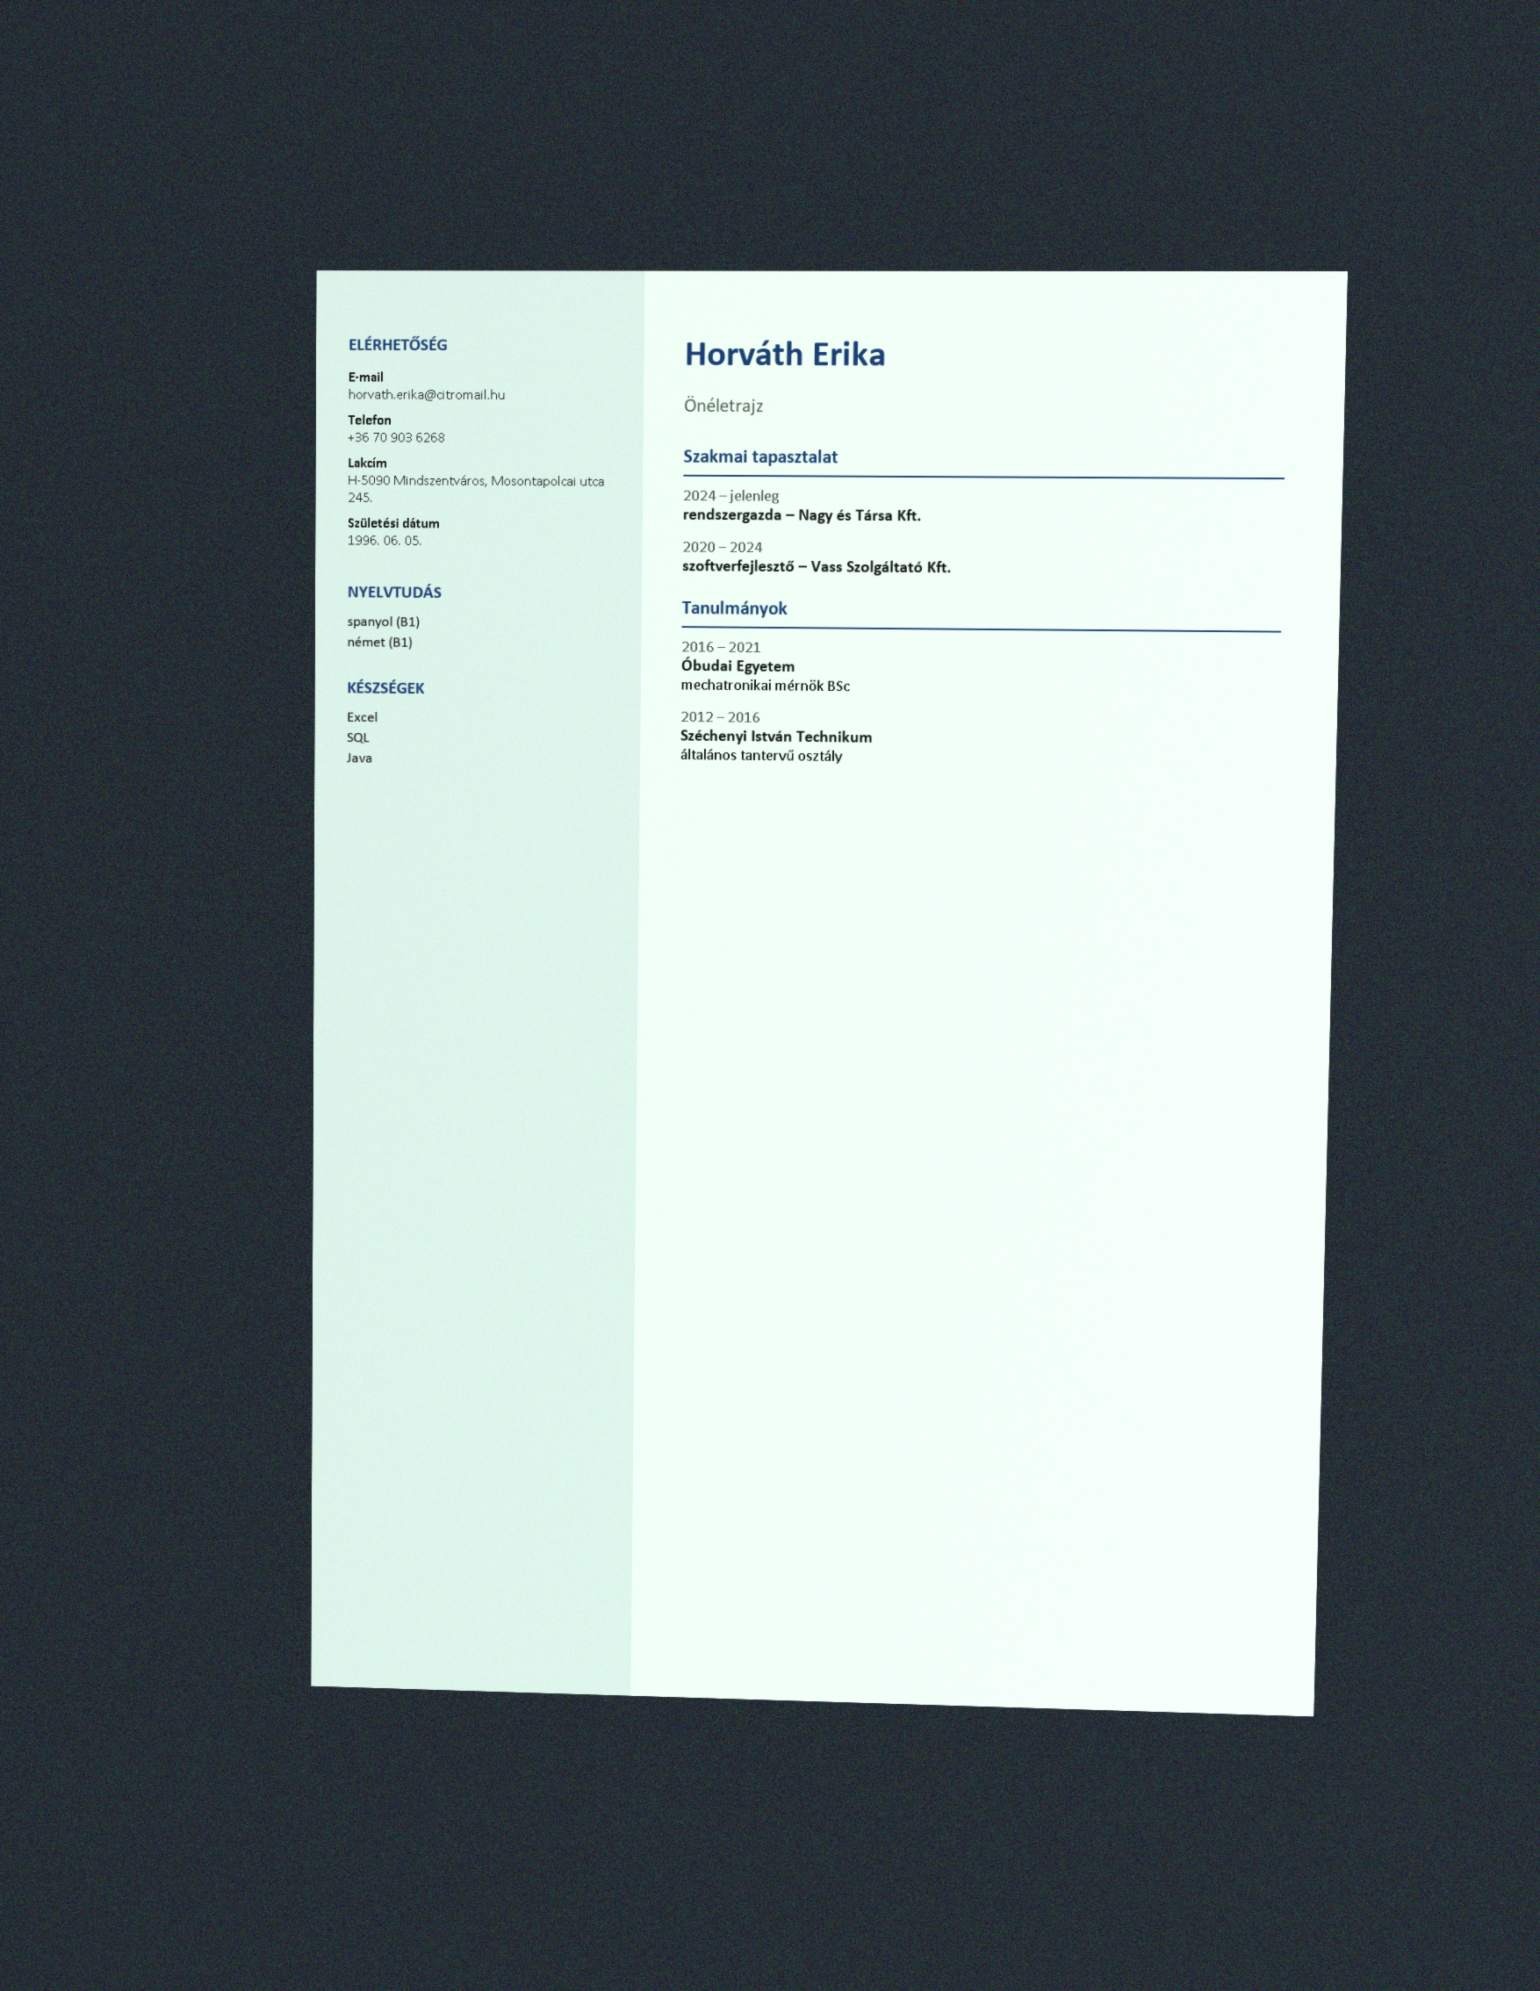 ELÉRHETŐSÉG
E-mail
horvath.erika@citromail.hu
Telefon
+36 70 903 6268
Lakcím
H-5090 Mindszentváros, Mosontapolcai utca
245.
Születési dátum
1996. 06. 05.
NYELVTUDÁS
spanyol (B1)
német (B1)
KÉSZSÉGEK
Excel
SQL
Java
Horváth Erika
Önéletrajz
Szakmai tapasztalat
2024 – jelenleg
rendszergazda – Nagy és Társa Kft.
2020 – 2024
szoftverfejlesztő – Vass Szolgáltató Kft.
Tanulmányok
2016 – 2021
Óbudai Egyetem
mechatronikai mérnök BSc
2012 – 2016
Széchenyi István Technikum
általános tantervű osztály